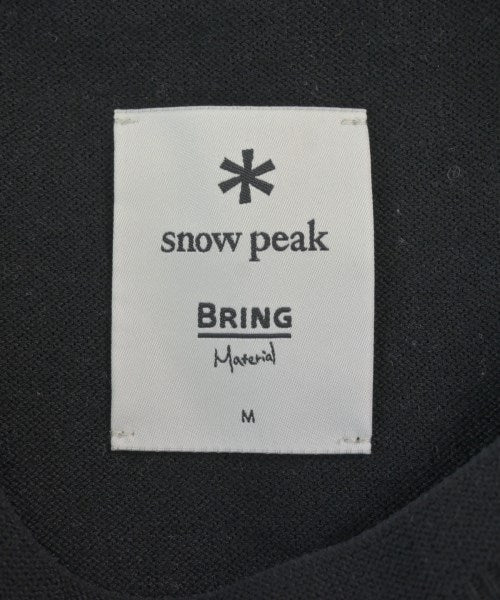 snow peak
BRING
Material
M